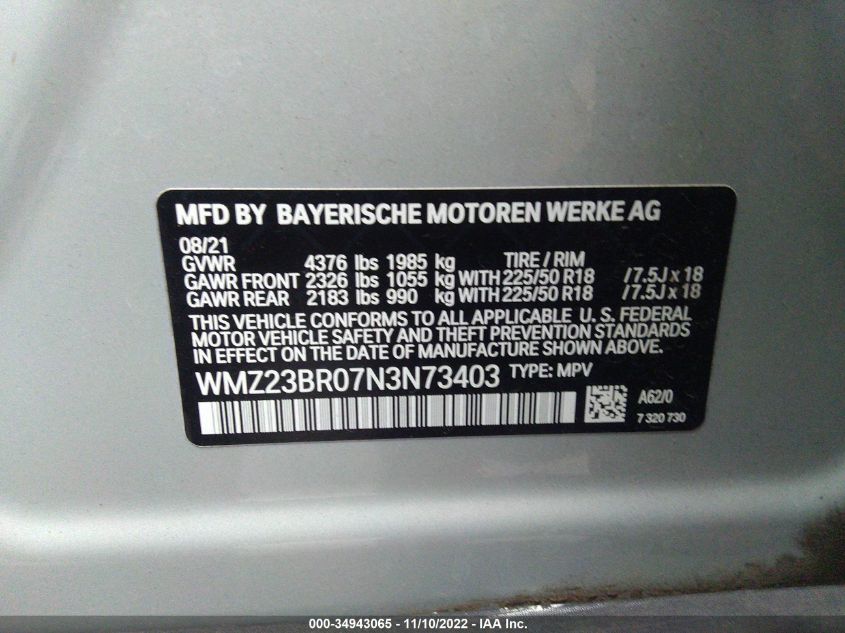 MFD BY BAYERISCHE MOTOREN WERKE AG
08/21
GVWR 4376 lbs 1985 kg TIRE / RIM
GAWR FRONT 2326 lbs 1055 kg WITH 225/50 R18 /7.5J x 18
GAWR REAR 2183 lbs 990 kg WITH 225/50 R18 /7.5J x 18
THIS VEHICLE CONFORMS TO ALL APPLICABLE U. S. FEDERAL
MOTOR VEHICLE SAFETY AND THEFT PREVENTION STANDARDS
IN EFFECT ON THE DATE OF MANUFACTURE SHOWN ABOVE.
WMZ23BR07N3N73403 TYPE: MPV
A62/0
7 320 730
000-34943065 - 11/10/2022 - IAA Inc.